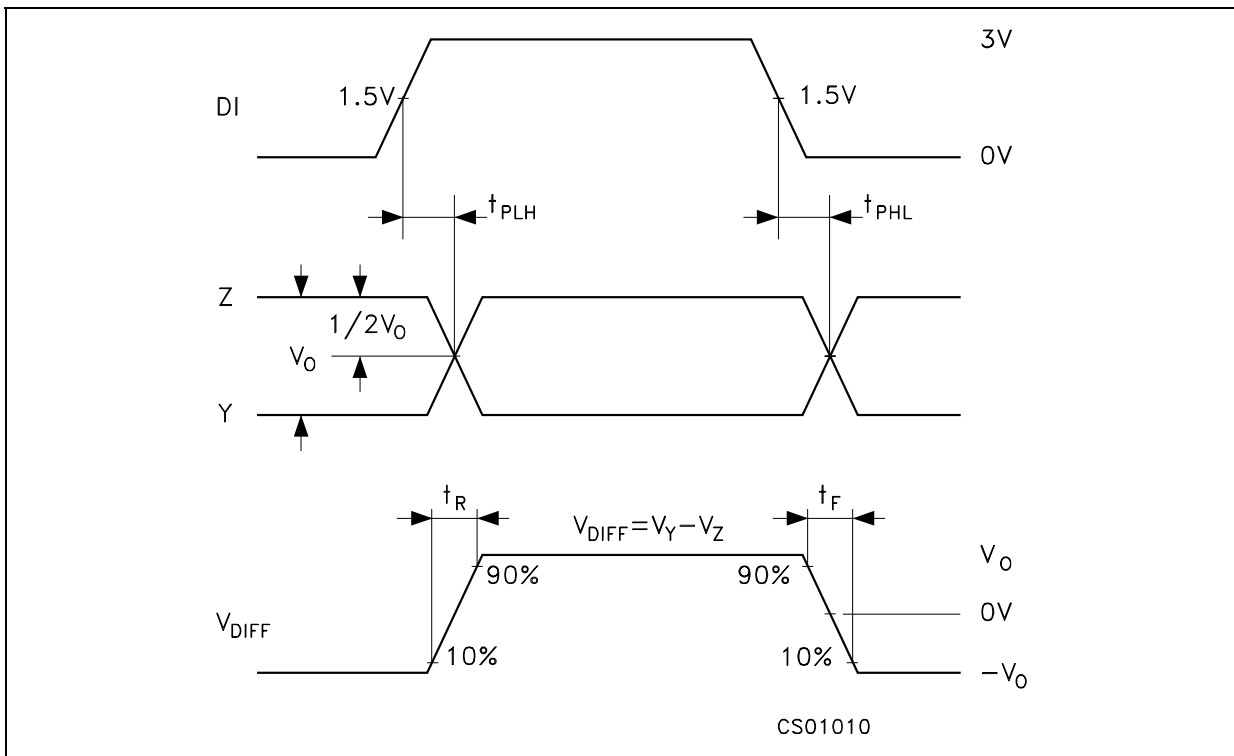 3V
1.5V
1.5V
DI
0V
tPLH
tPHL
Z
1/2VO
VO
Y
tR
tF
VDIFF=VY-VZ
VO
90%
90%
0V
VDIFF
10%
10%
-VO
CS01010